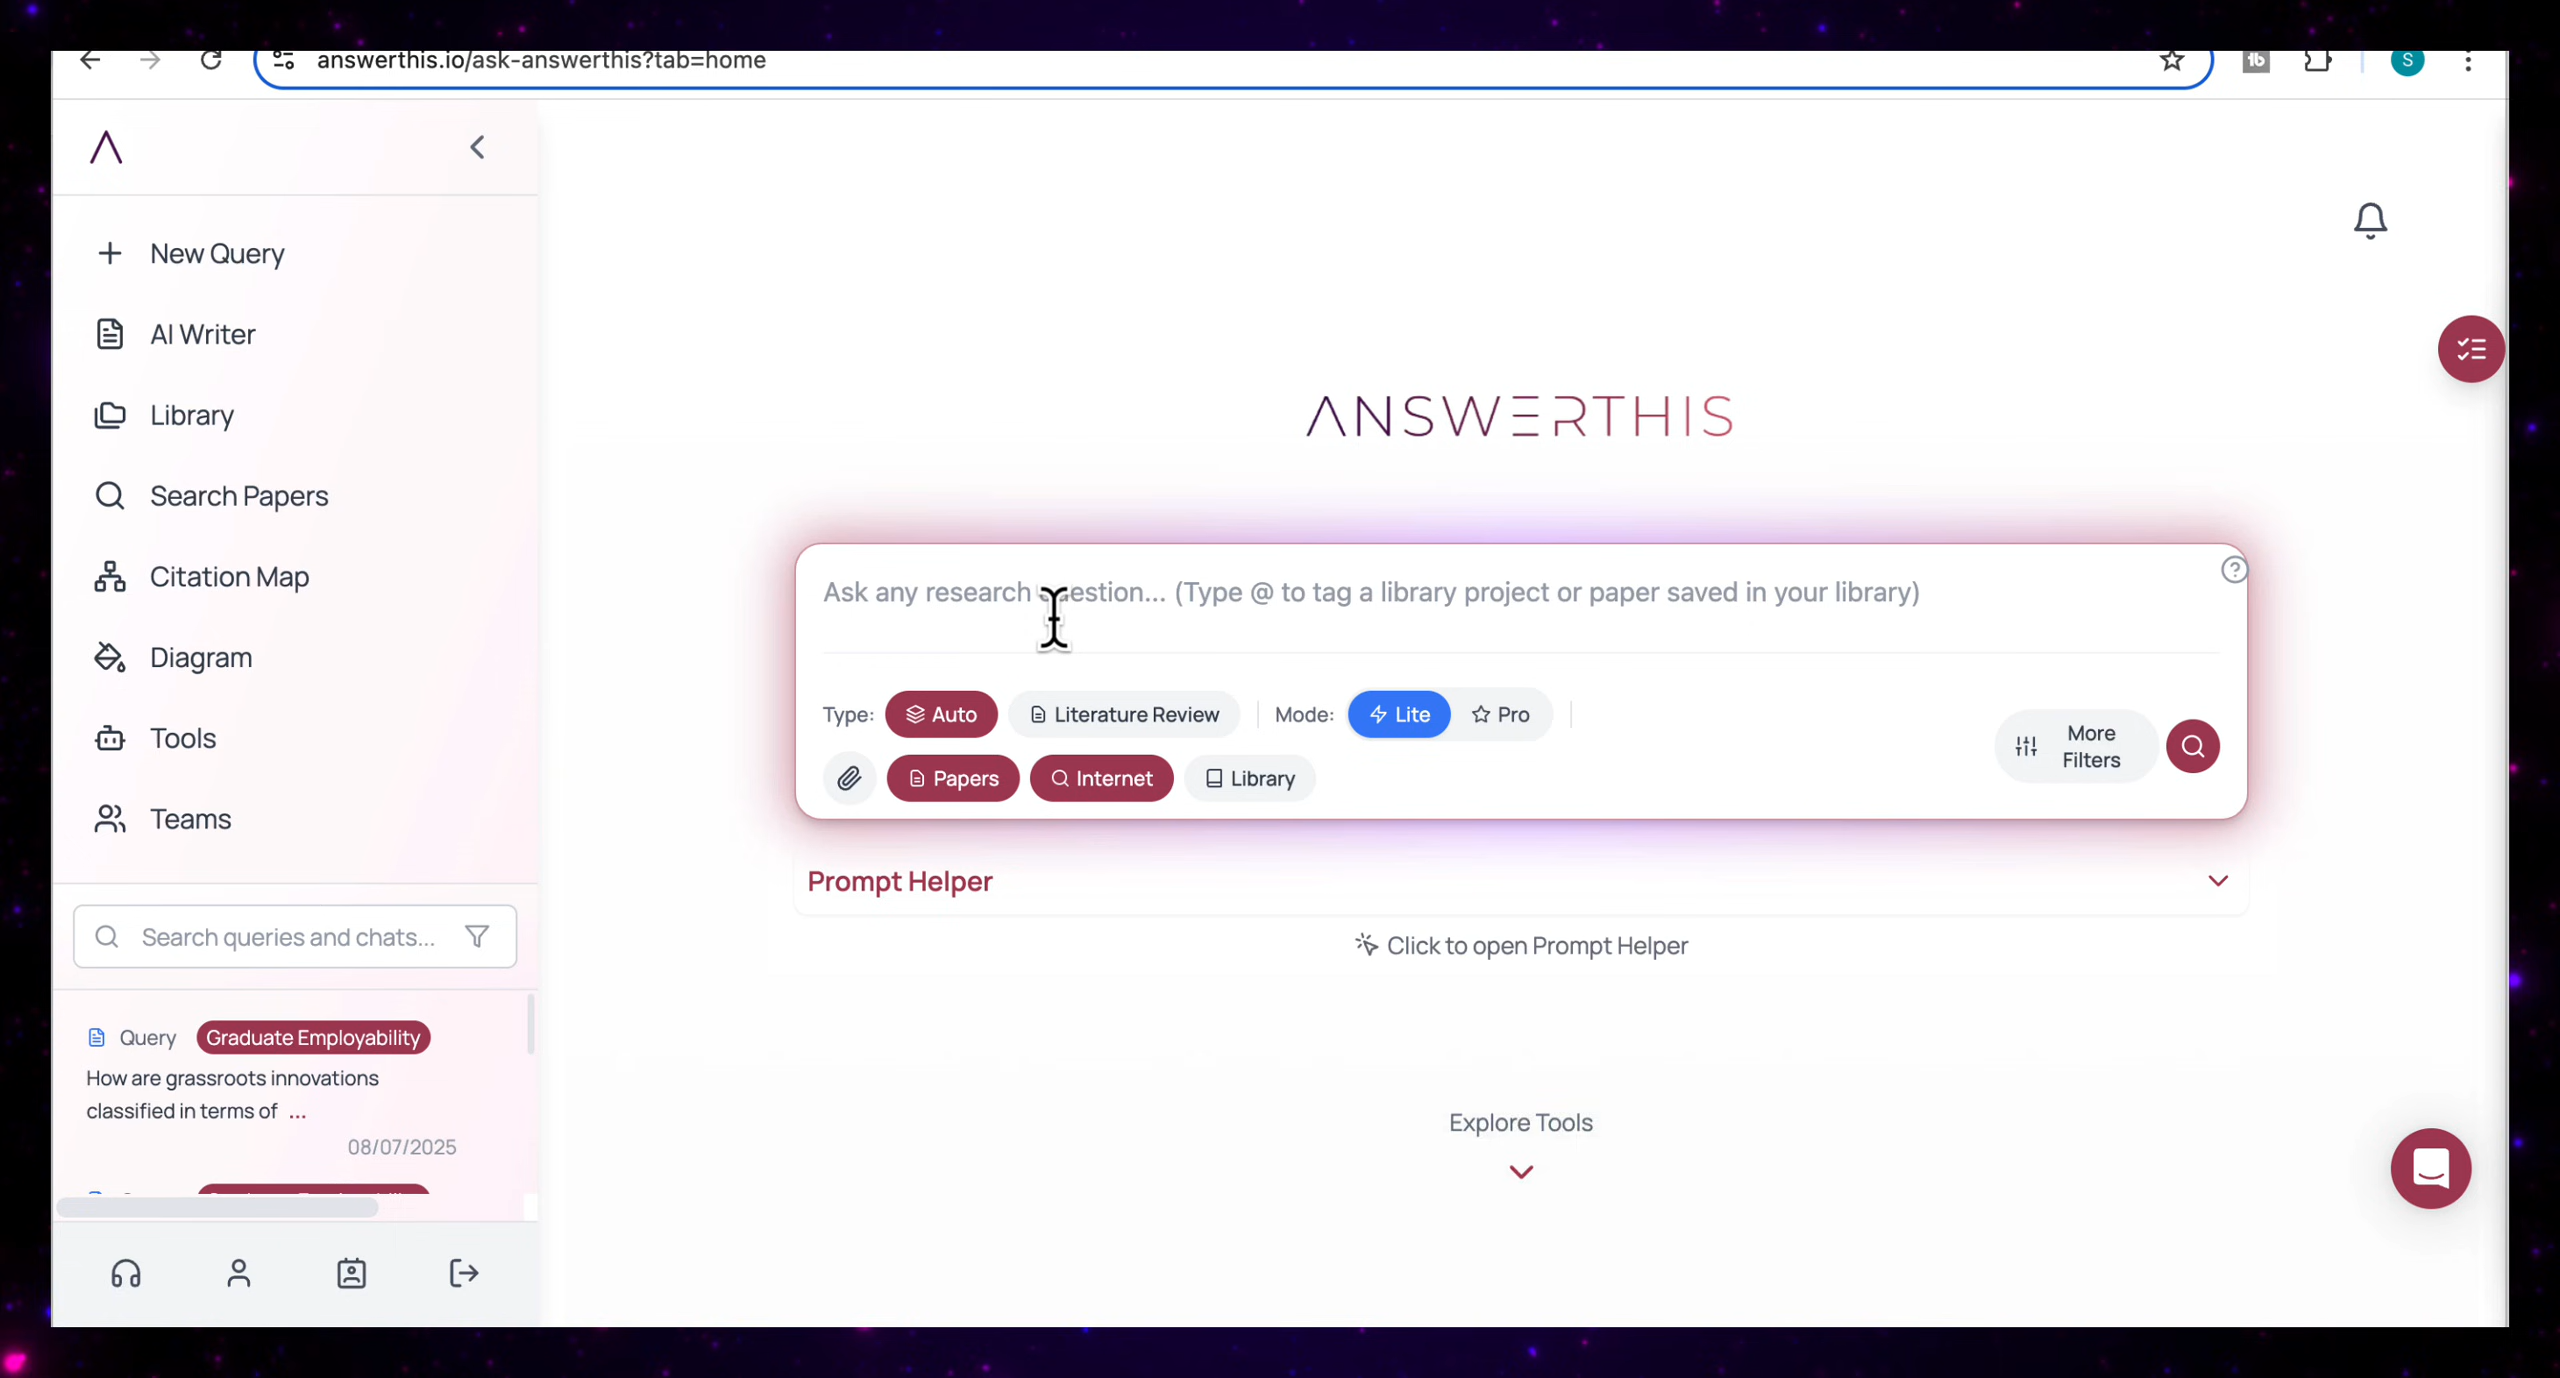 answerthis.io/ask-answerthis?tab=home
S
New Query
AI Writer
Library
Search Papers
Citation Map
Diagram
Tools
Teams
Search queries and chats...
Query Graduate Employability
How are grassroots innovations
classified in terms of ...
08/07/2025
ANSWERTHIS
Ask any research question... (Type @ to tag a library project or paper saved in your library)
Type: Auto Literature Review Mode: Lite Pro
More
Filters
Papers Internet Library
Prompt Helper
Click to open Prompt Helper
Explore Tools